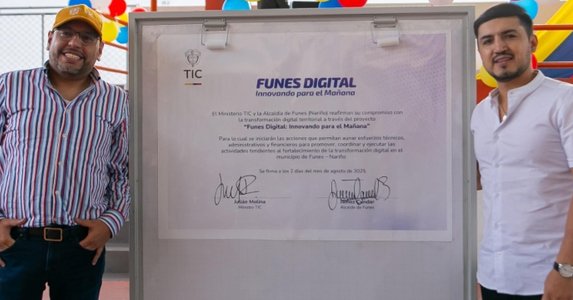 TIC
FUNES DIGITAL
Innovando para el Mañana
El Ministerio TIC y la Alcaldía de Funes (Nariño) reafirman su compromiso con
la transformación digital territorial a través del proyecto
"Funes Digital: Innovando para el Mañana"
Para lo cual se iniciarán las acciones que permitan aunar esfuerzos técnicos,
administrativos y financieros para promover, coordinar y ejecutar las
actividades tendientes al fortalecimiento de la transformación digital en el
municipio de Funes - Nariño
Se firma a los 2 días del mes de agosto de 2025
Julián Molina
Ministro TIC
Alcalde de Funes